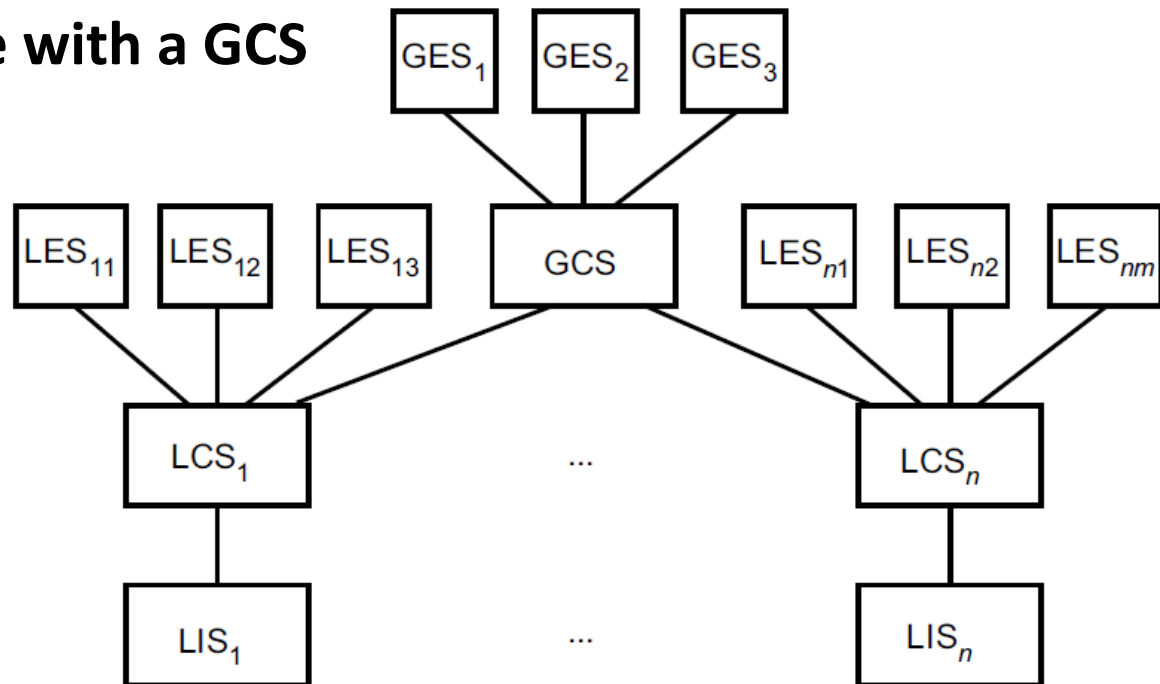 e with a GCS
GES1 GES2 GES3
LES11 LES12 LES13 GCS LESn1 LESn2 LESnm
LCS1 ... LCSn
LIS1 ... LISn